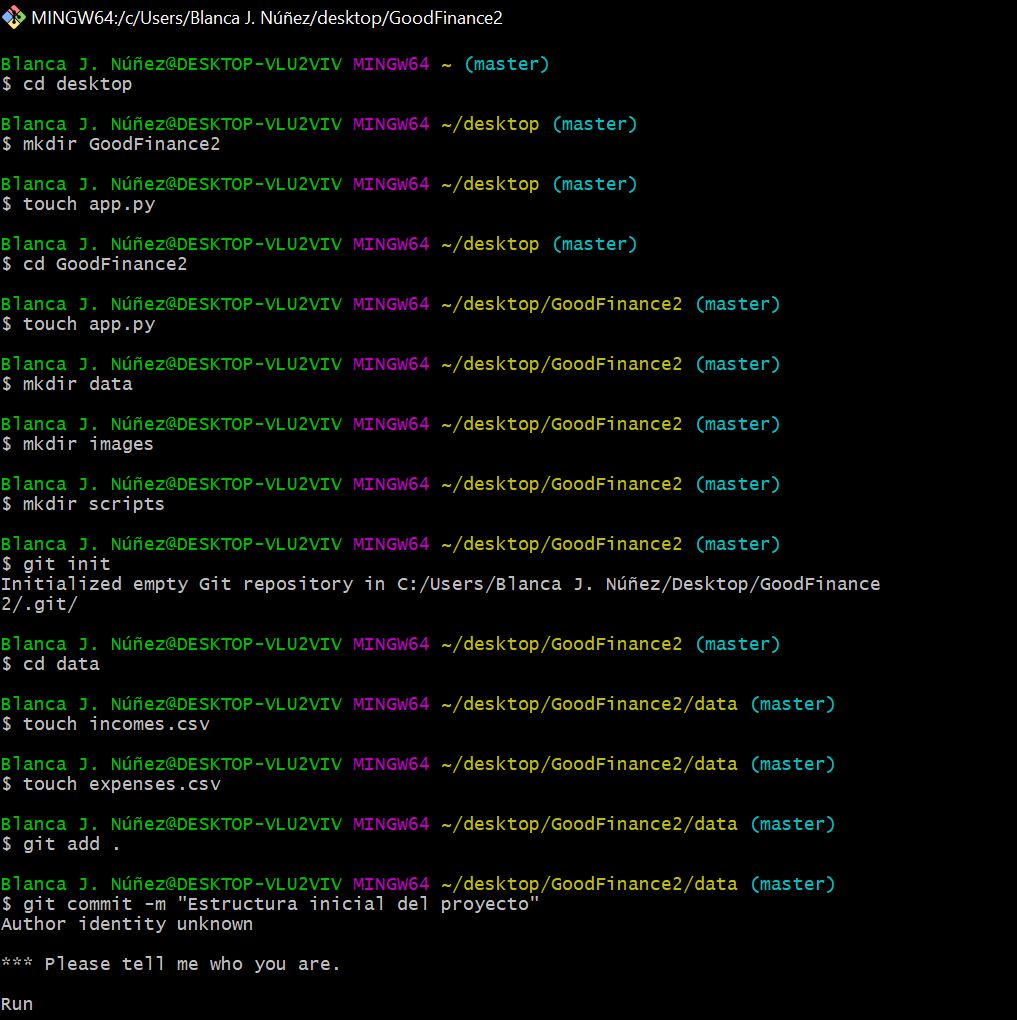 MINGW64:/c/Users/Blanca J. Núñez/desktop/GoodFinance2
Blanca J. Núñez@DESKTOP-VLU2VIV MINGW64 ~ (master)
$ cd desktop
Blanca J. Núñez@DESKTOP-VLU2VIV MINGW64 ~/desktop (master)
$ mkdir GoodFinance2
Blanca J. Núñez@DESKTOP-VLU2VIV MINGW64 ~/desktop (master)
$ touch app.py
Blanca J. Núñez@DESKTOP-VLU2VIV MINGW64 ~/desktop (master)
$ cd GoodFinance2
Blanca J. Núñez@DESKTOP-VLU2VIV MINGW64 ~/desktop/GoodFinance2 (master)
$ touch app.py
Blanca J. Núñez@DESKTOP-VLU2VIV MINGW64 ~/desktop/GoodFinance2 (master)
$ mkdir data
Blanca J. Núñez@DESKTOP-VLU2VIV MINGW64 ~/desktop/GoodFinance2 (master)
$ mkdir images
Blanca J. Núñez@DESKTOP-VLU2VIV MINGW64 ~/desktop/GoodFinance2 (master)
$ mkdir scripts
Blanca J. Núñez@DESKTOP-VLU2VIV MINGW64 ~/desktop/GoodFinance2 (master)
$ git init
Initialized empty Git repository in C:/Users/Blanca J. Núñez/Desktop/GoodFinance
2/.git/
Blanca J. Núñez@DESKTOP-VLU2VIV MINGW64 ~/desktop/GoodFinance2 (master)
$ cd data
Blanca J. Núñez@DESKTOP-VLU2VIV MINGW64 ~/desktop/GoodFinance2/data (master)
$ touch incomes.csv
Blanca J. Núñez@DESKTOP-VLU2VIV MINGW64 ~/desktop/GoodFinance2/data (master)
$ touch expenses.csv
Blanca J. Núñez@DESKTOP-VLU2VIV MINGW64 ~/desktop/GoodFinance2/data (master)
$ git add .
Blanca J. Núñez@DESKTOP-VLU2VIV MINGW64 ~/desktop/GoodFinance2/data (master)
$ git commit -m "Estructura inicial del proyecto"
Author identity unknown
*** Please tell me who you are.
Run